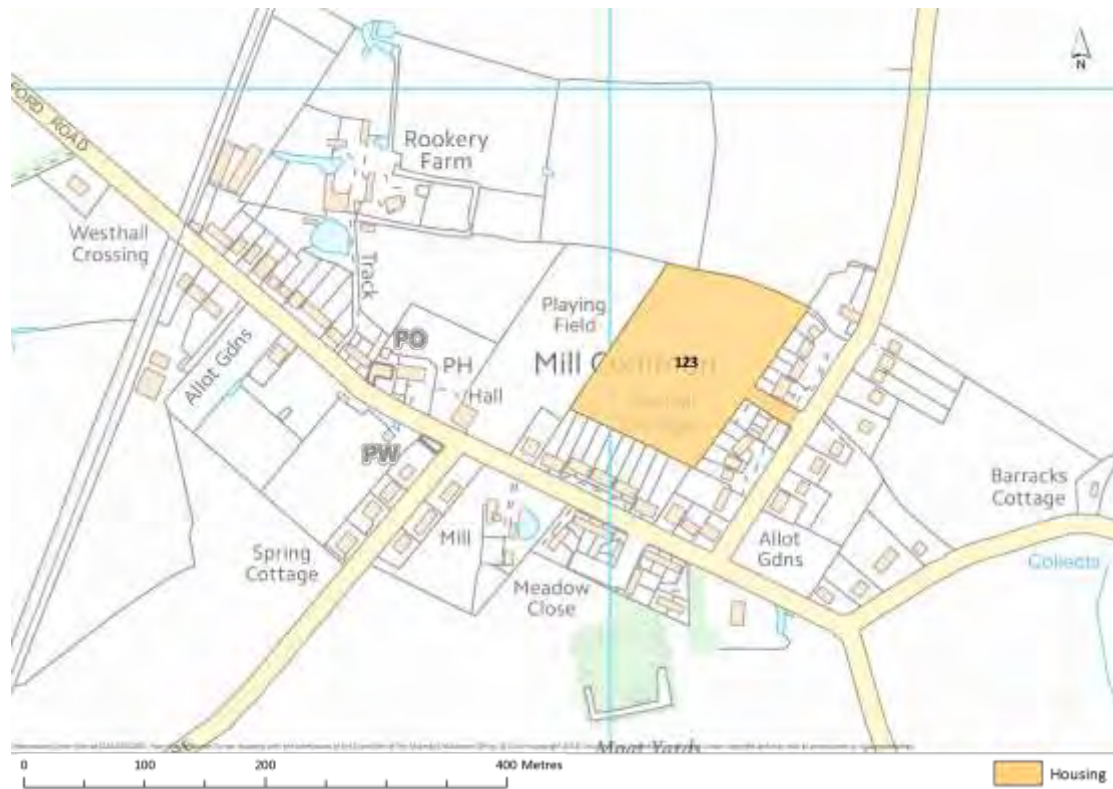 N
FORD ROAD
Rookery
Farm
Westhall
Crossing
Track
Playing
Field
PO
PH
Hall
Mill
123
Allot Gdns
PW
Barracks
Cottage
Allot
Gdns
Mill
Spring
Cottage
Collects
Meadow
Close
Moat Yards
0 100 200 400 Metres
Housing